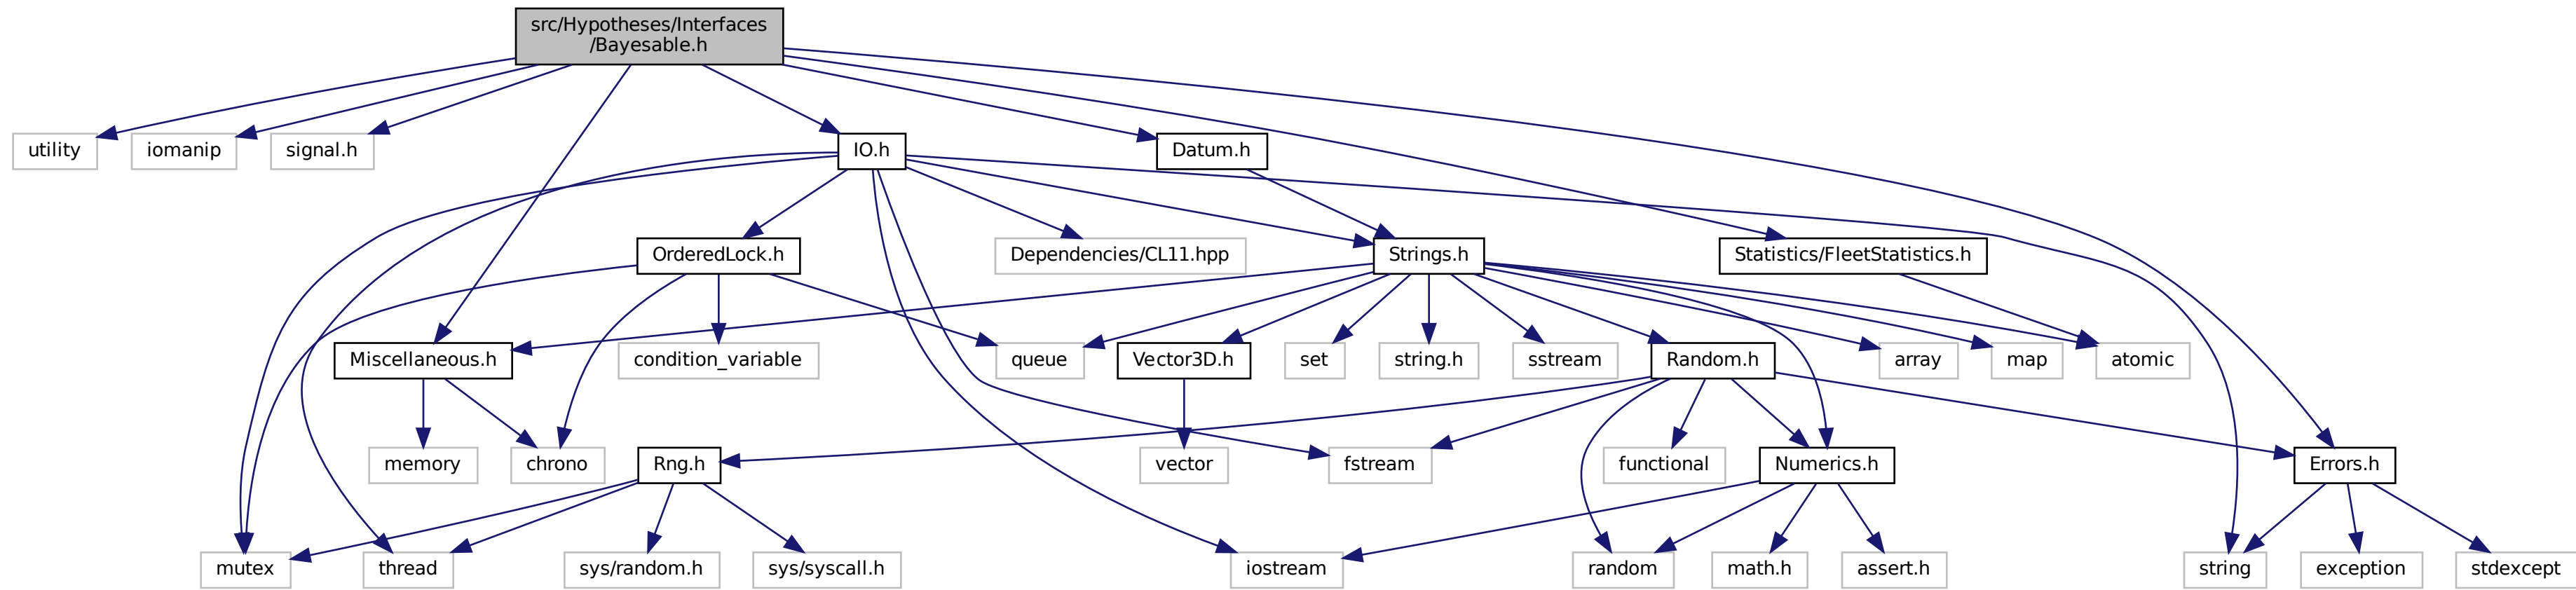 src/Hypotheses/Interfaces
/Bayesable.h
utility
iomanip
signal.h
IO.h
Datum.h
OrderedLock.h
Dependencies/CL11.hpp
Strings.h
Statistics/FleetStatistics.h
Miscellaneous.h
condition_variable
queue
Vector3D.h
set
string.h
sstream
Random.h
array
map
atomic
memory
chrono
Rng.h
vector
fstream
functional
Numerics.h
Errors.h
mutex
thread
sys/random.h
sys/syscall.h
iostream
random
math.h
assert.h
string
exception
stdexcept